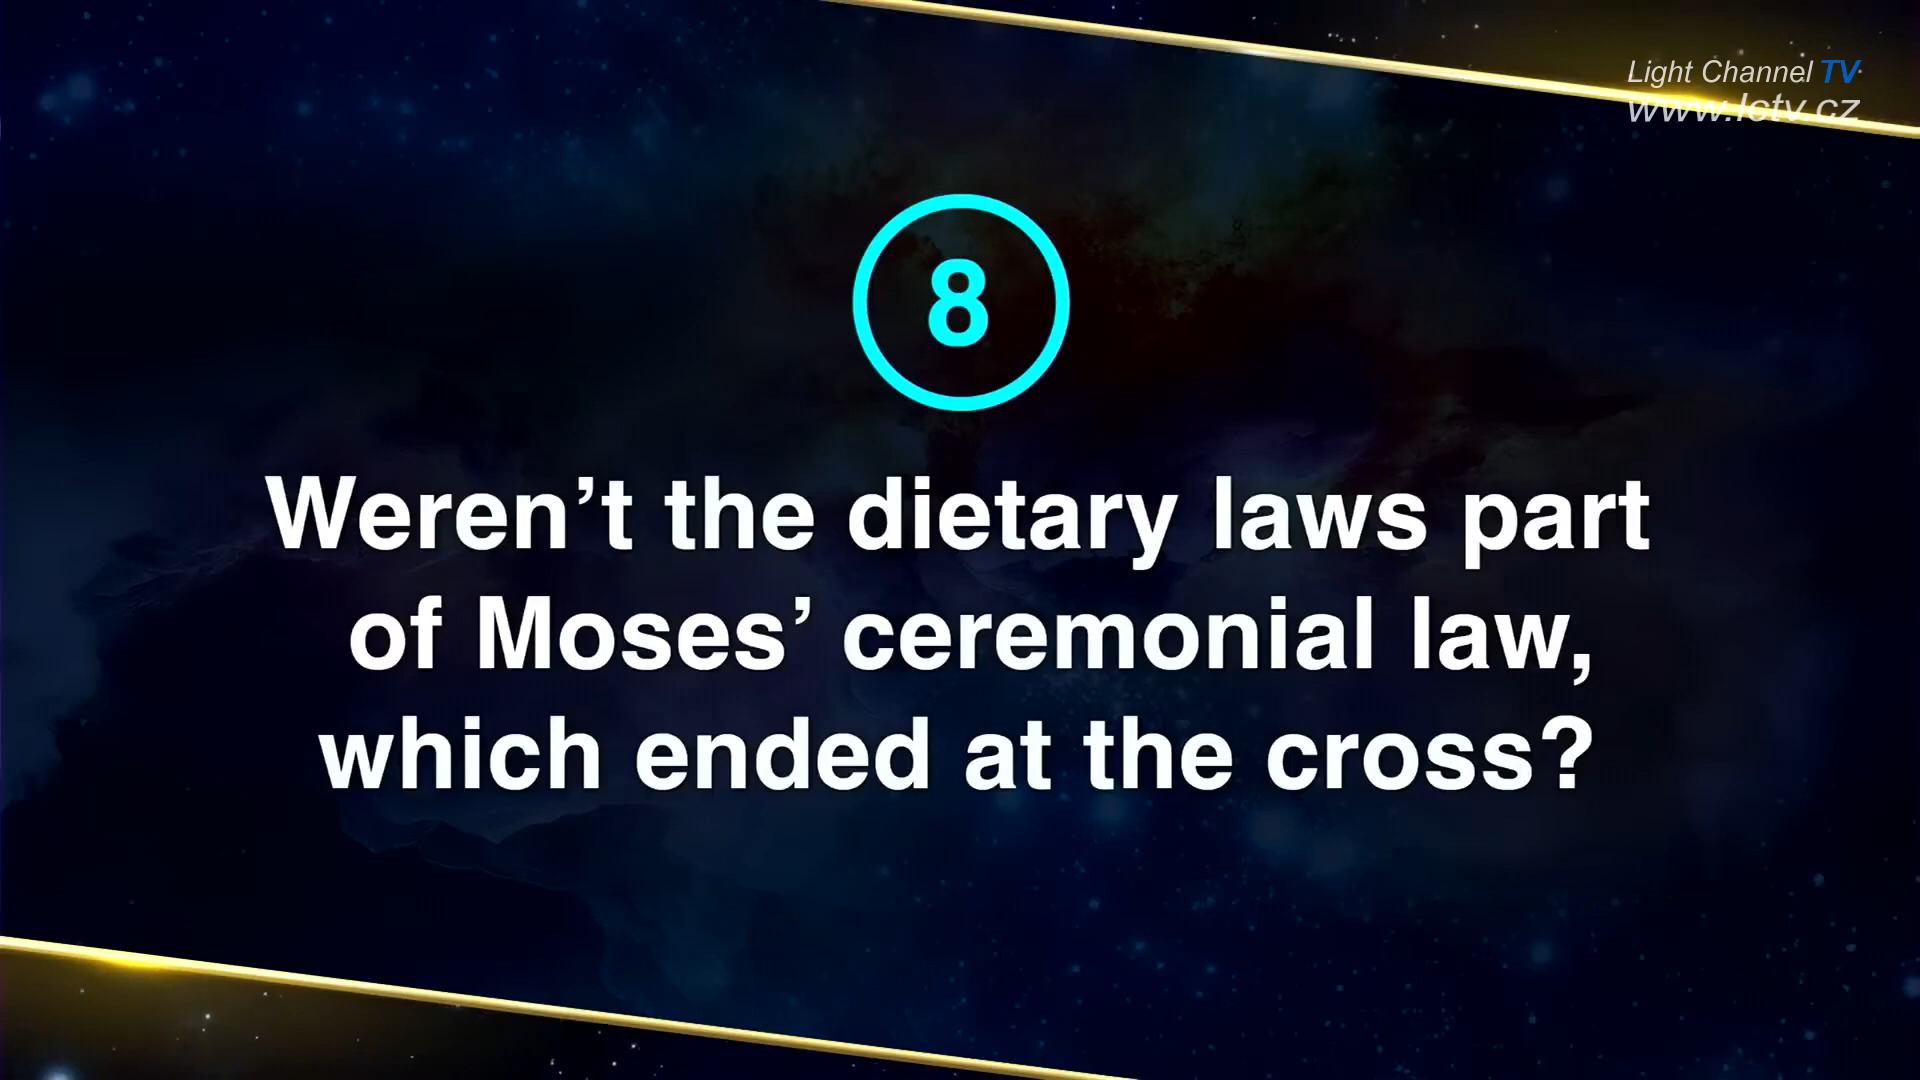 Light Channel TV
www.lctv.cz
8
Weren’t the dietary laws part
of Moses’ ceremonial law,
which ended at the cross?